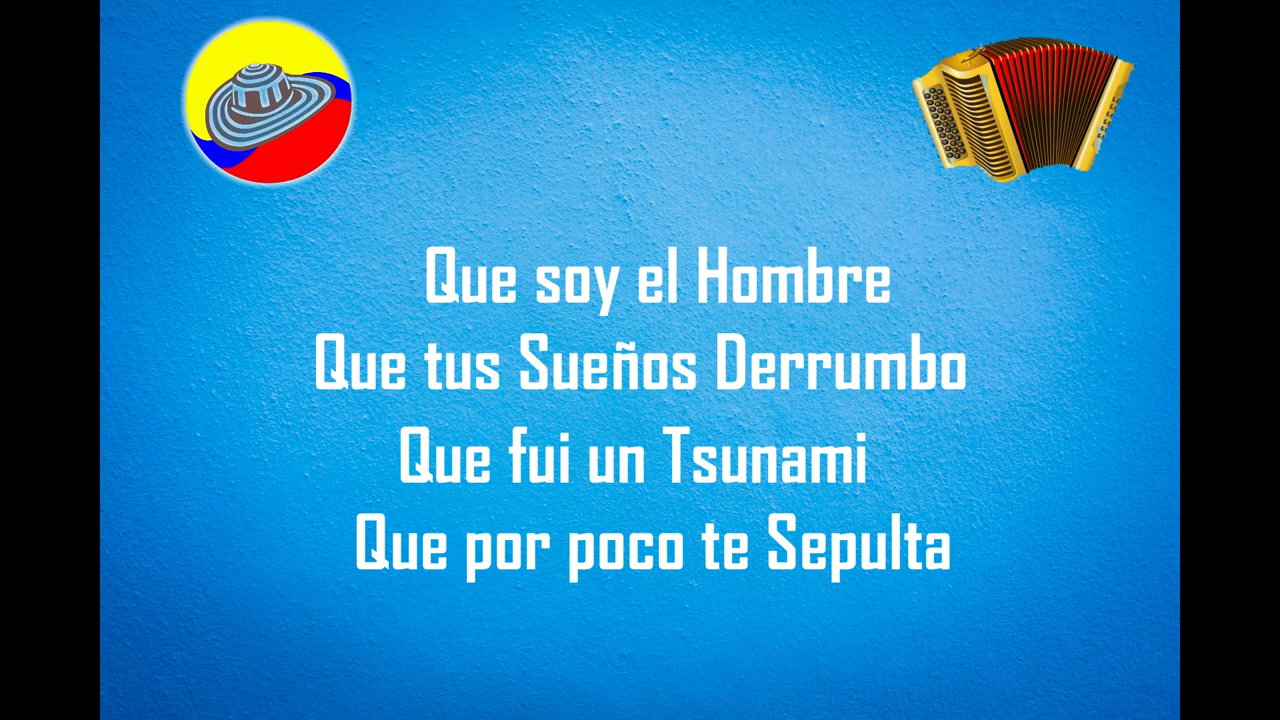 Que soy el Hombre
Que tus Sueños Derrumbo
Que fui un Tsunami
Que por poco te Sepulta